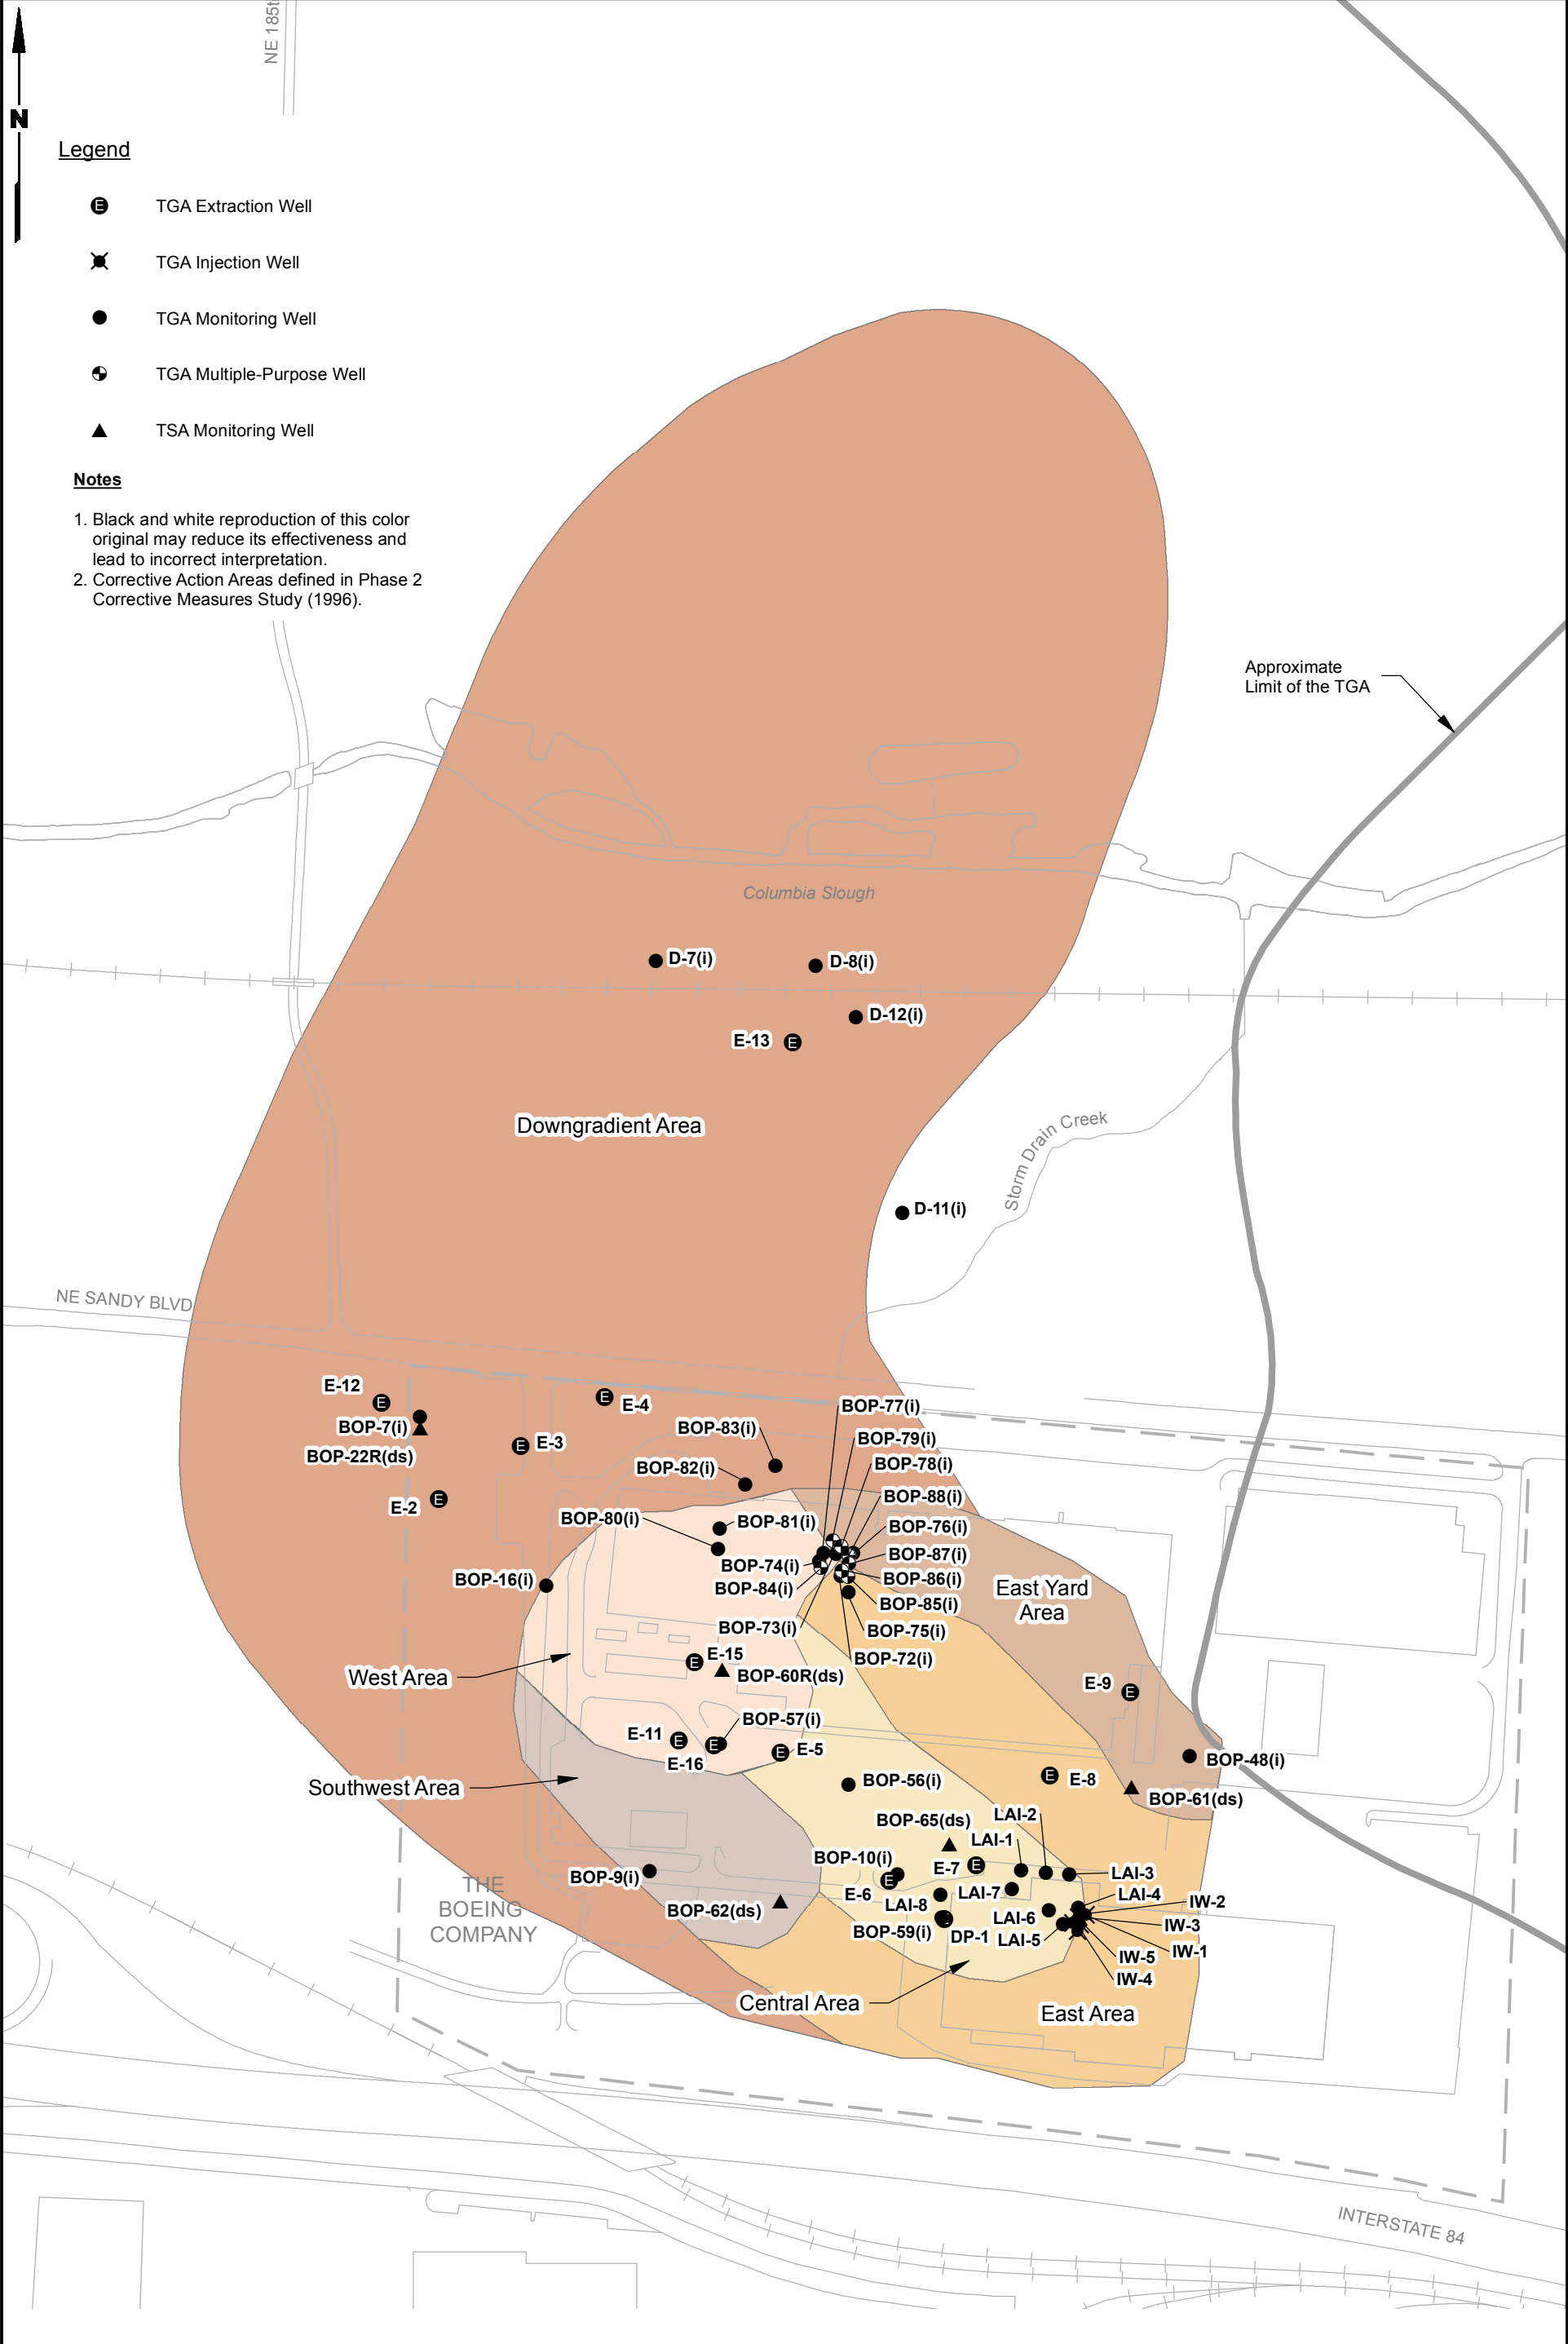 NE 185t
N
Legend
E TGA Extraction Well
TGA Injection Well
TGA Monitoring Well
TGA Multiple-Purpose Well
TSA Monitoring Well
Notes
1. Black and white reproduction of this color
original may reduce its effectiveness and
lead to incorrect interpretation.
2. Corrective Action Areas defined in Phase 2
Corrective Measures Study (1996).
Approximate
Limit of the TGA
Columbia Slough
D-7(i)
D-8(i)
D-12(i)
E-13 E
Downgradient Area
Storm Drain Creek
D-11(i)
NE SANDY BLVD
E-12 E
E E-4
BOP-7(i)
BOP-22R(ds)
E E-3
E-2 E
BOP-77(i)
BOP-83(i)
BOP-79(i)
BOP-82(i)
BOP-78(i)
BOP-88(i)
BOP-80(i)
BOP-81(i)
BOP-76(i)
BOP-74(i)
BOP-87(i)
BOP-16(i)
BOP-84(i)
BOP-86(i)
East Yard
Area
BOP-85(i)
BOP-73(i)
BOP-75(i)
BOP-72(i)
E E-15
West Area
BOP-60R(ds)
E-9 E
BOP-57(i)
E-11 E
E
E-16
E E-5
BOP-48(i)
Southwest Area
BOP-56(i)
E E-8
BOP-61(ds)
BOP-65(ds)
LAI-2
LAI-1
BOP-10(i)
E-7 E
LAI-3
BOP-9(i)
E
E-6
LAI-7
LAI-4
LAI-8
IW-2
BOP-62(ds)
LAI-6
IW-3
BOP-59(i)
DP-1
LAI-5
IW-1
IW-5
IW-4
THE
BOEING
COMPANY
Central Area
East Area
INTERSTATE 84